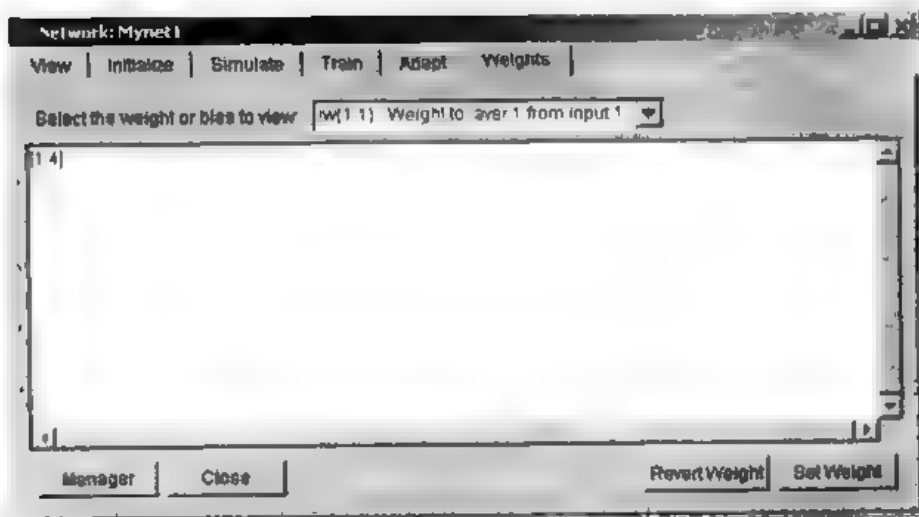 Network: Mynet1
View Initialize Simulate Train Adapt Weights
Select the weight or bias to view iw{1,1} Weight to layer 1 from input 1
[1 4]
Manager Close Revert Weight Set Weight